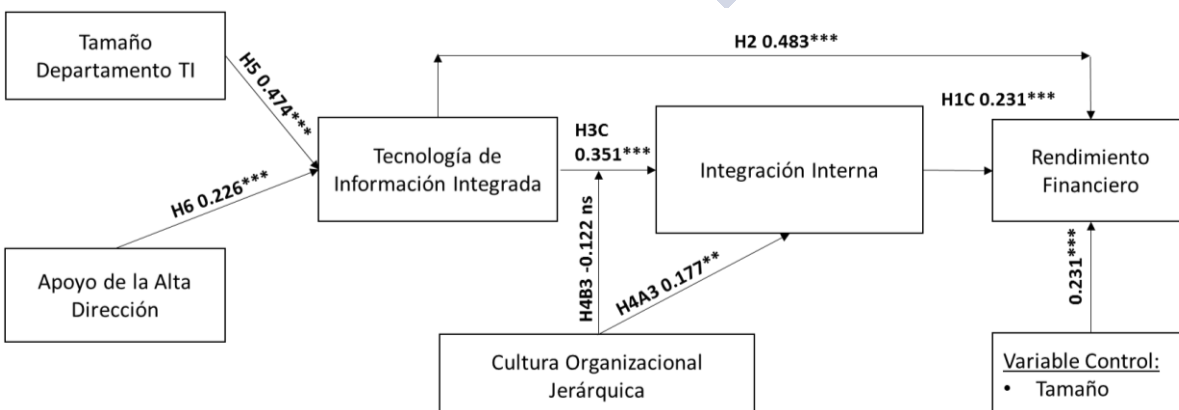 Tamaño
Departamento TI
H5 0.474***
H6 0.226***
Apoyo de la Alta
Dirección
Tecnología de
Información Integrada
H2 0.483***
H3C
0.351***
H4B3 -0.122 ns
H4A3 0.177**
Cultura Organizacional
Jerárquica
Integración Interna
H1C 0.231***
Rendimiento
Financiero
0.231***
Variable Control:
• Tamaño